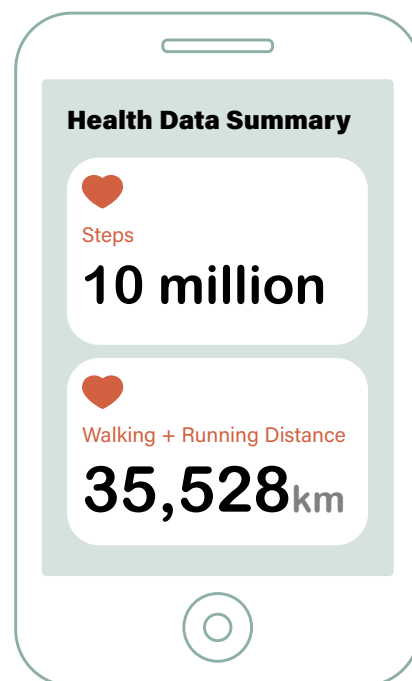 Health Data Summary
Steps
10 million
Walking + Running Distance
35,528km